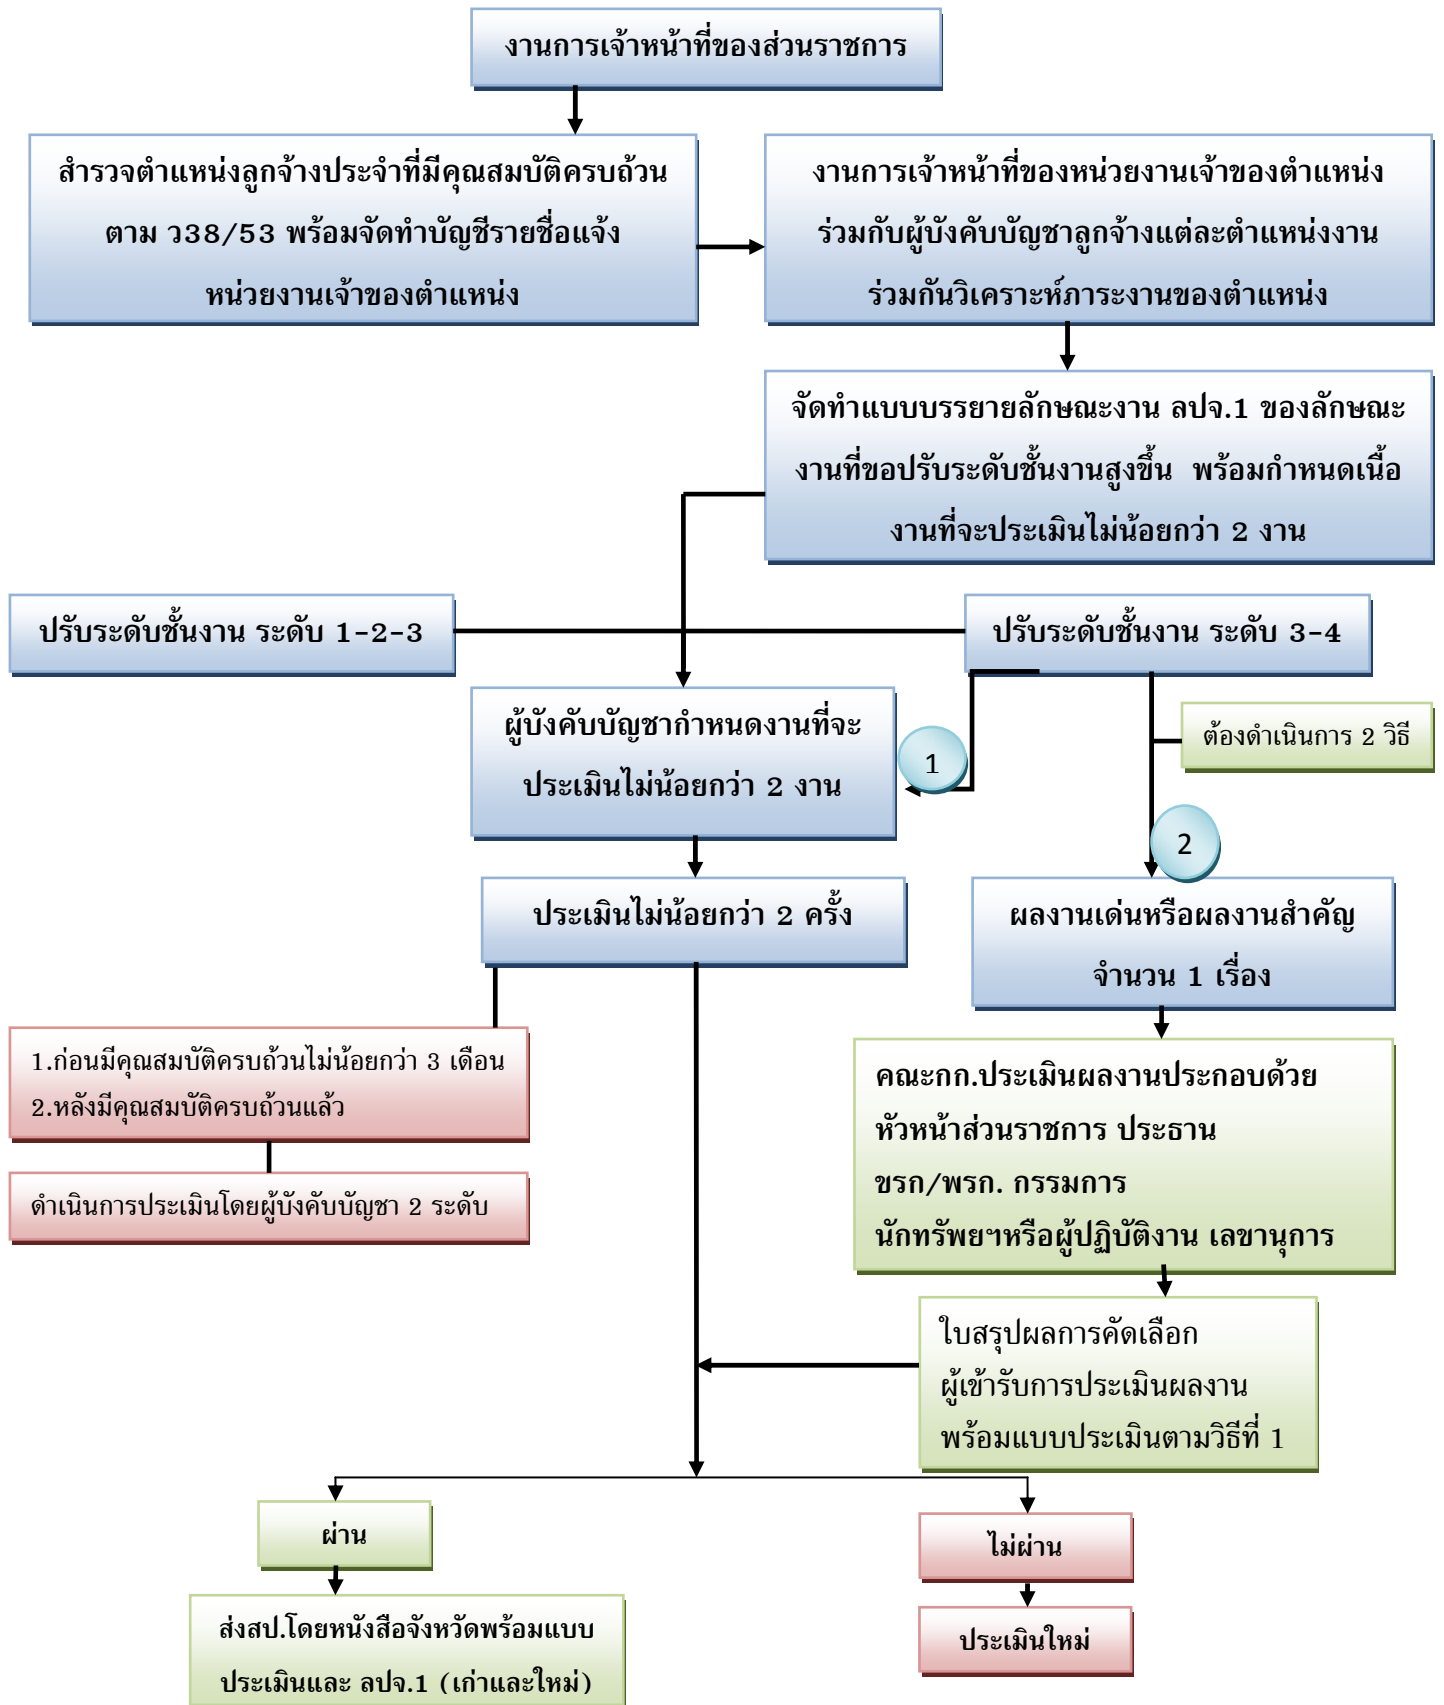 งานการเจ้าหน้าที่ของส่วนราชการ
สำรวจตำแหน่งลูกจ้างประจำที่มีคุณสมบัติครบถ้วน
ตาม ว38/53 พร้อมจัดทำบัญชีรายชื่อแจ้ง
หน่วยงานเจ้าของตำแหน่ง
งานการเจ้าหน้าที่ของหน่วยงานเจ้าของตำแหน่ง
ร่วมกับผู้บังคับบัญชาลูกจ้างแต่ละตำแหน่งงาน
ร่วมกันวิเคราะห์ภาระงานของตำแหน่ง
จัดทำแบบบรรยายลักษณะงาน ลปจ.1 ของลักษณะ
งานที่ขอปรับระดับชั้นงานสูงขึ้น พร้อมกำหนดเนื้อ
งานที่จะประเมินไม่น้อยกว่า 2 งาน
ปรับระดับชั้นงาน ระดับ 1-2-3
ปรับระดับชั้นงาน ระดับ 3-4
ผู้บังคับบัญชากำหนดงานที่จะ
ประเมินไม่น้อยกว่า 2 งาน
1
ต้องดำเนินการ 2 วิธี
2
ประเมินไม่น้อยกว่า 2 ครั้ง
ผลงานเด่นหรือผลงานสำคัญ
จำนวน 1 เรื่อง
1.ก่อนมีคุณสมบัติครบถ้วนไม่น้อยกว่า 3 เดือน
2.หลังมีคุณสมบัติครบถ้วนแล้ว
ดำเนินการประเมินโดยผู้บังคับบัญชา 2 ระดับ
คณะกก.ประเมินผลงานประกอบด้วย
หัวหน้าส่วนราชการ ประธาน
ขรก/พรก. กรรมการ
นักทรัพยฯหรือผู้ปฏิบัติงาน เลขานุการ
ใบสรุปผลการคัดเลือก
ผู้เข้ารับการประเมินผลงาน
พร้อมแบบประเมินตามวิธีที่ 1
ผ่าน
ไม่ผ่าน
ส่งสป.โดยหนังสือจังหวัดพร้อมแบบ
ประเมินและ ลปจ.1 (เก่าและใหม่)
ประเมินใหม่